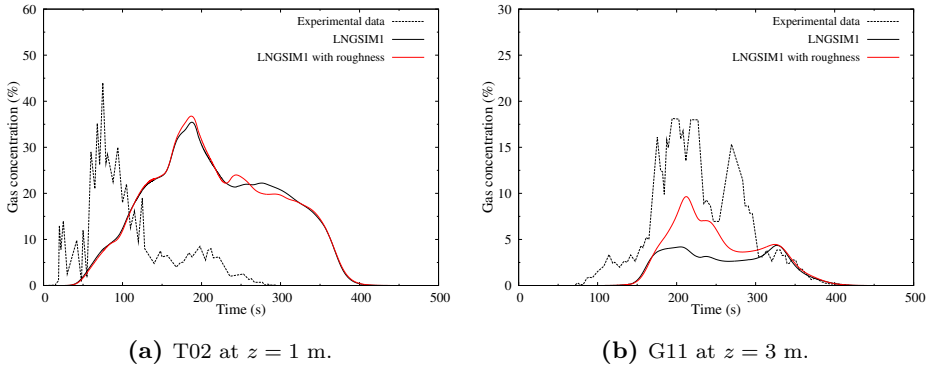 60
50
40
30
20
10
0
Gas concentration (%)
Experimental data
LNGSIM1
LNGSIM1 with roughness
0 100 200 300 400 500
Time (s)
(a) T02 at z = 1 m.
30
25
20
15
10
5
0
Gas concentration (%)
Experimental data
LNGSIM1
LNGSIM1 with roughness
0 100 200 300 400 500
Time (s)
(b) G11 at z = 3 m.